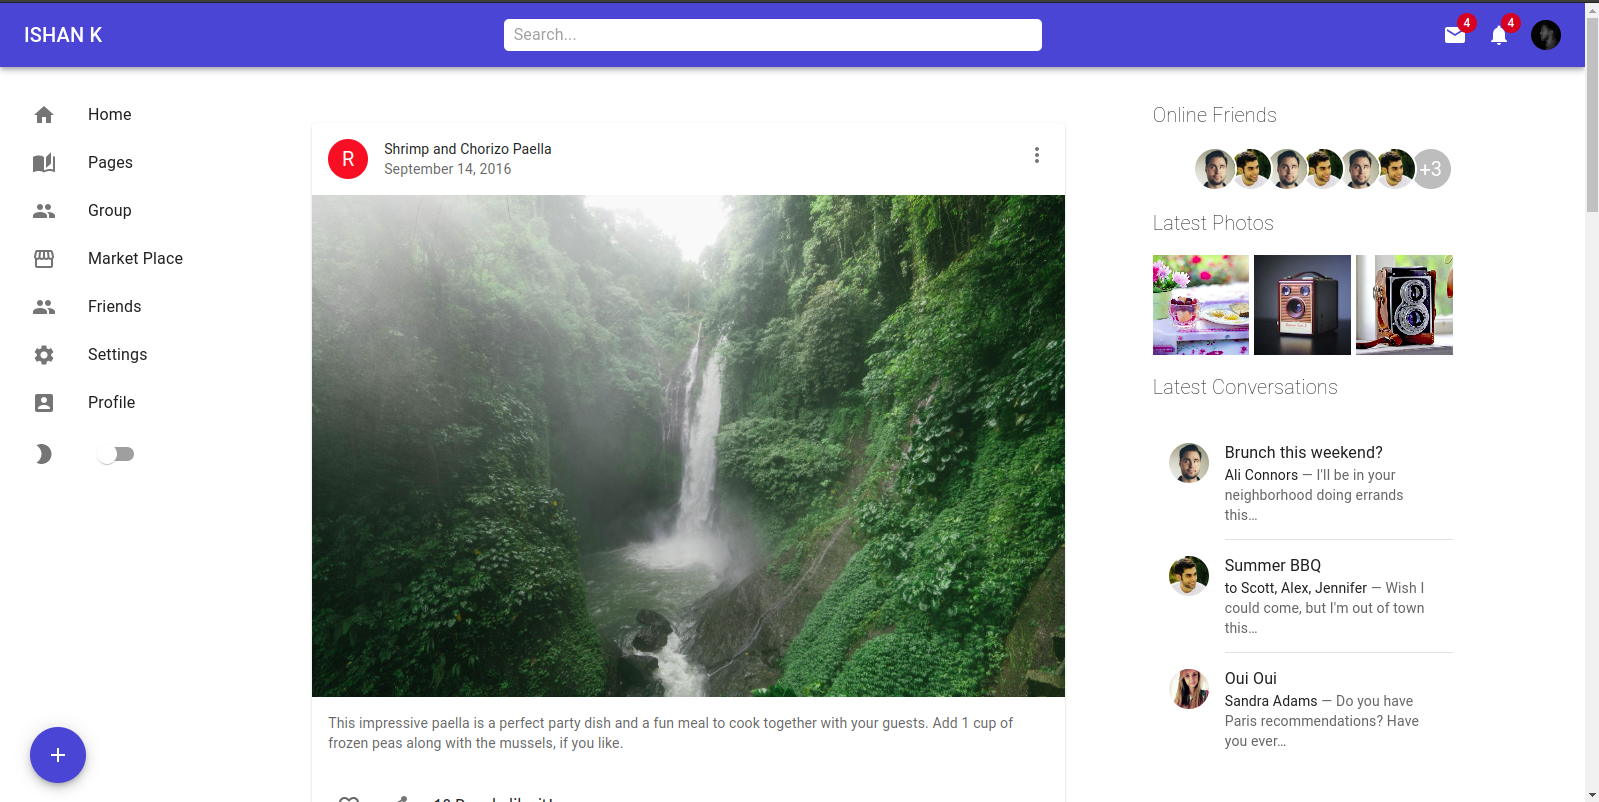 ISHAN K
Search...
4
4
Home
Pages
Group
Market Place
Friends
Settings
Profile
R
Shrimp and Chorizo Paella
September 14, 2016
This impressive paella is a perfect party dish and a fun meal to cook together with your guests. Add 1 cup of
frozen peas along with the mussels, if you like.
Online Friends
+3
Latest Photos
Latest Conversations
Brunch this weekend?
Ali Connors — I'll be in your
neighborhood doing errands
this…
Summer BBQ
to Scott, Alex, Jennifer — Wish I
could come, but I'm out of town
this…
Oui Oui
Sandra Adams — Do you have
Paris recommendations? Have
you ever…